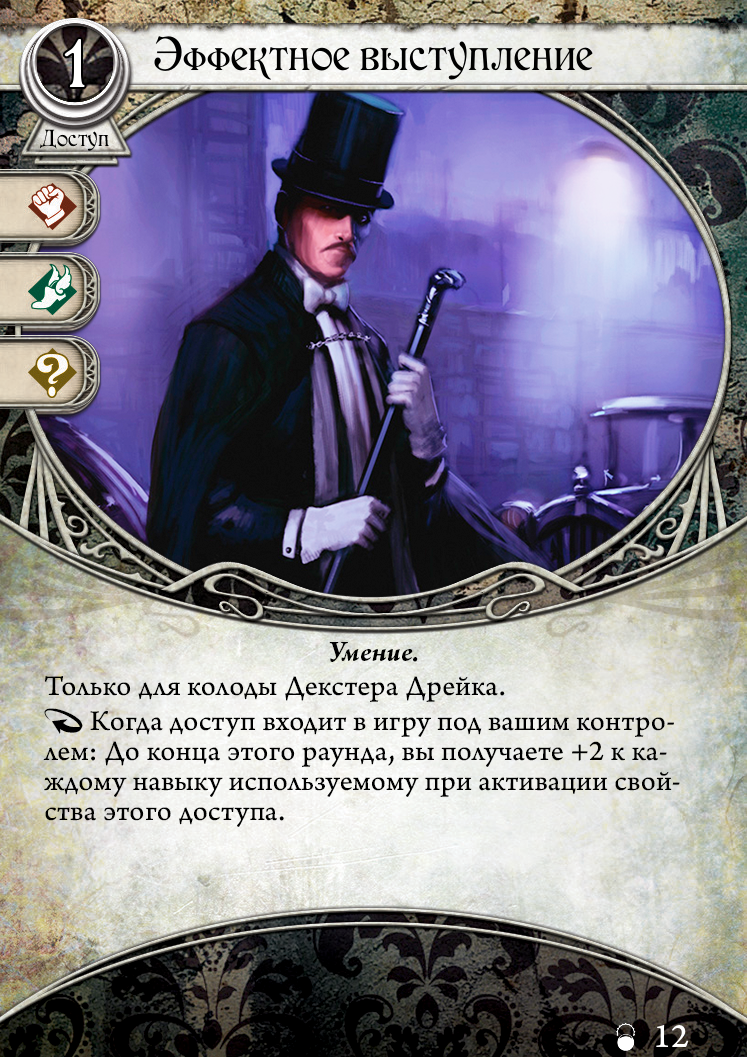 1
Эффектное выступление
Доступ
Умение.
Только для колоды Декстера Дрейка.
Когда доступ входит в игру под вашим контро-
лем: До конца этого раунда, вы получаете +2 к ка-
ждому навыку используемому при активации свой-
ства этого доступа.
12